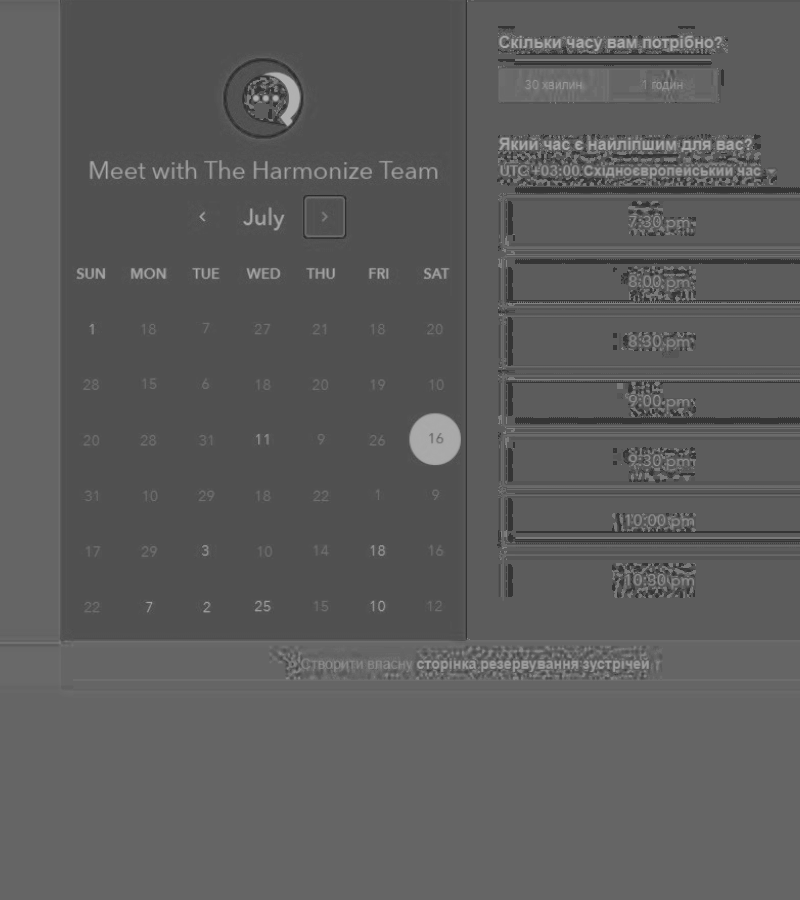 Meet with The Harmonize Team
July
SUN MON TUE WED THU FRI SAT
1 18 7 27 21 18 20
28 15 6 18 20 19 10
20 28 31 11 9 26 16
31 10 29 18 22 1 9
17 29 3 10 14 18 16
22 7 2 25 15 10 12
Скільки часу вам потрібно?
30 хвилин 1 годин
Який час є найліпшим для вас?
UTC +03:00 Східноєвропейський час
7:30 pm
8:00 pm
8:30 pm
9:00 pm
9:30 pm
10:00 pm
10:30 pm
Створити власну сторінка резервування зустрічей